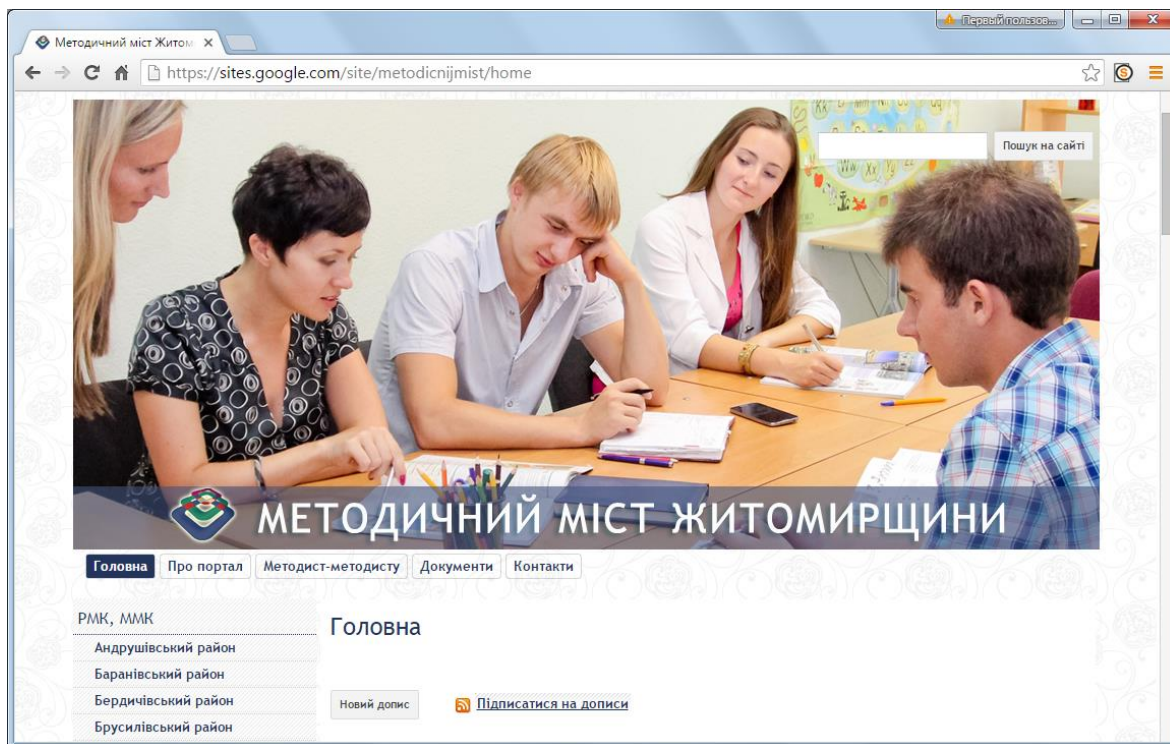 Первый пользов...
Методичний міст Житом
https://sites.google.com/site/metodicnijmist/home
Пошук на сайті
МЕТОДИЧНИЙ МІСТ ЖИТОМИРЩИНИ
Головна Про портал Методист-методисту Документи Контакти
РМК, ММК
Андрушівський район
Баранівський район
Бердичівський район
Брусилівський район
Головна
Новий допис Підписатися на дописи